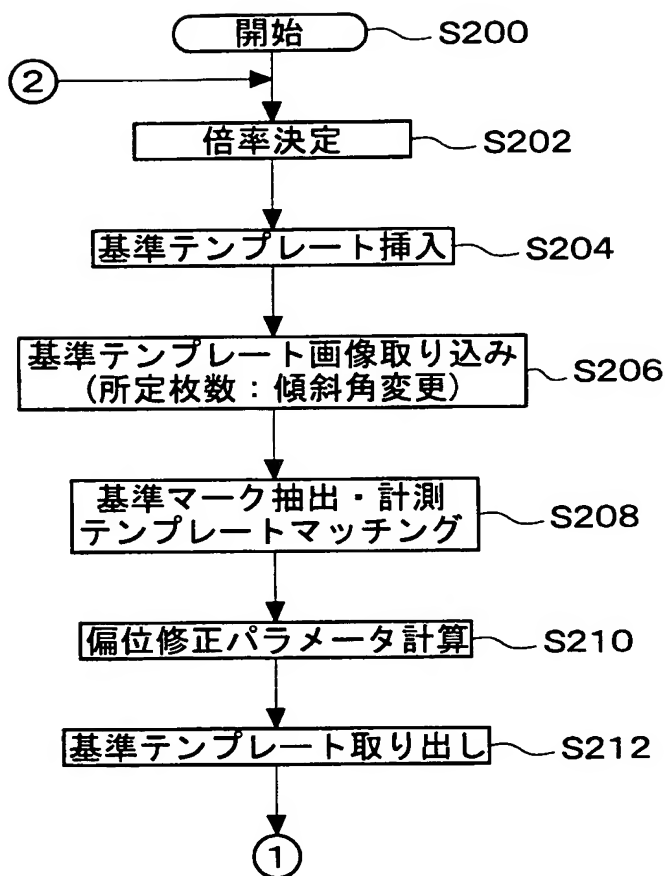 開始 S200
②
倍率決定 S202
基準テンプレート挿入 S204
基準テンプレート画像取り込み
(所定枚数：傾斜角変更) S206
基準マーク抽出・計測
テンプレートマッチング S208
偏位修正パラメータ計算 S210
基準テンプレート取り出し S212
①